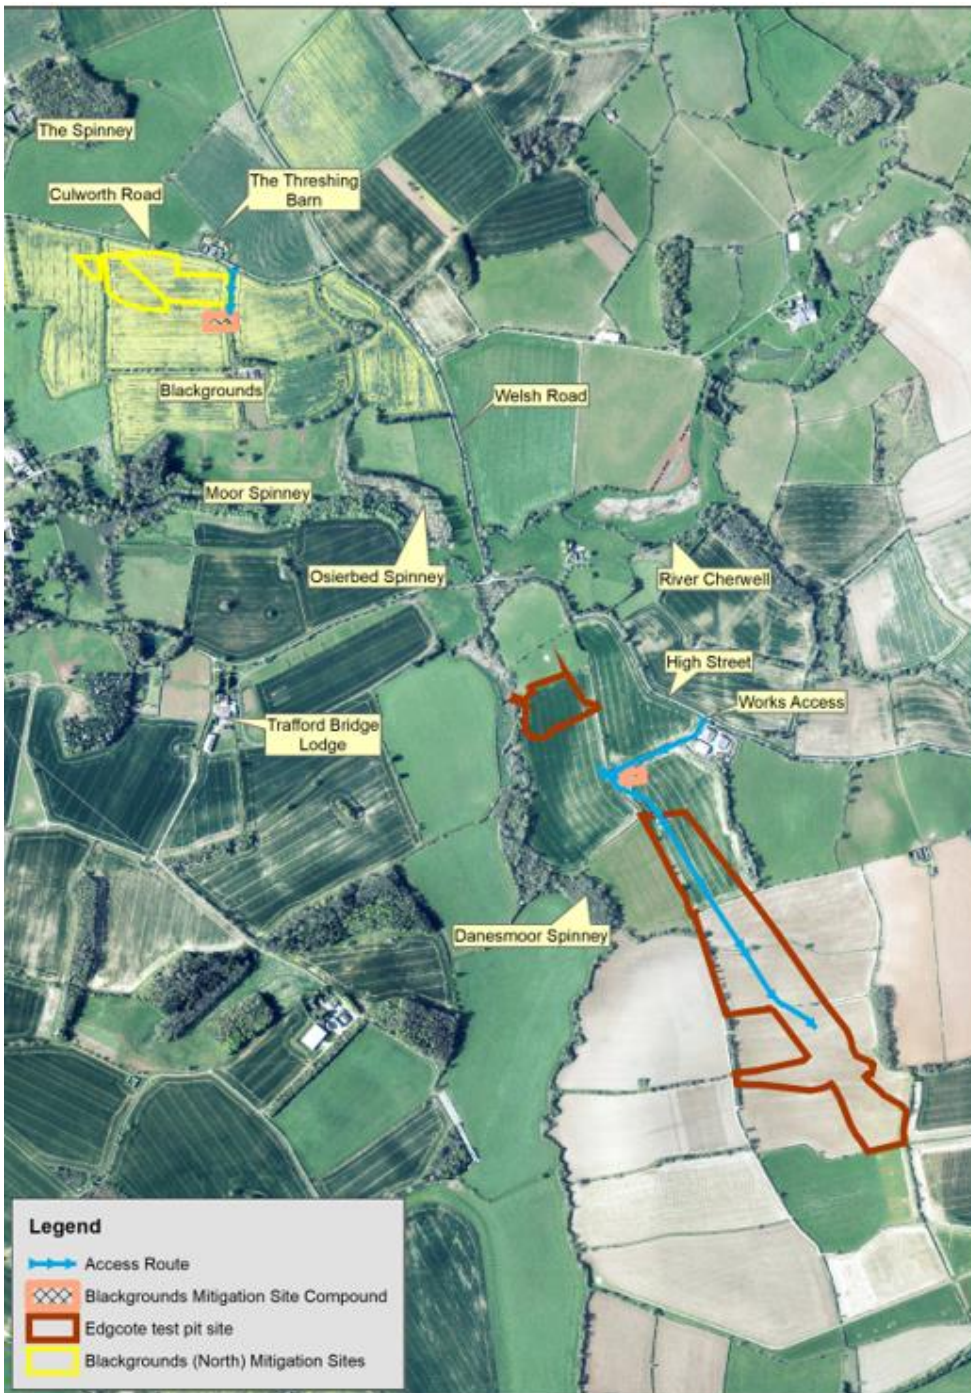 The Spinney
Culworth Road
The Threshing
Barn
Blackgrounds
Welsh Road
Moor Spinney
Osierbed Spinney
River Cherwell
High Street
Works Access
Trafford Bridge
Lodge
Danesmoor Spinney
Legend
Access Route
Blackgrounds Mitigation Site Compound
Edgcote test pit site
Blackgrounds (North) Mitigation Sites